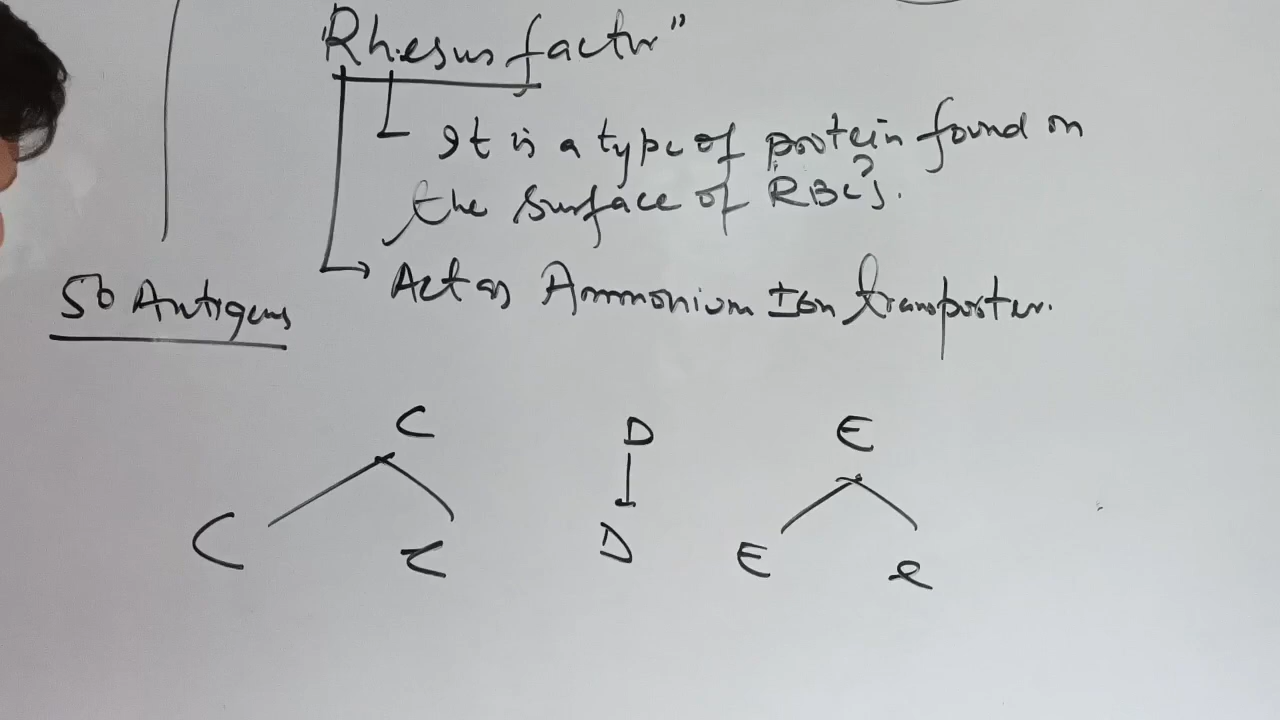 "Rhesus factor"
It is a type of protein found on
the surface of RBC's.
Act as Ammonium Ion transporter.
50 Antigens
C D E
C c D E e